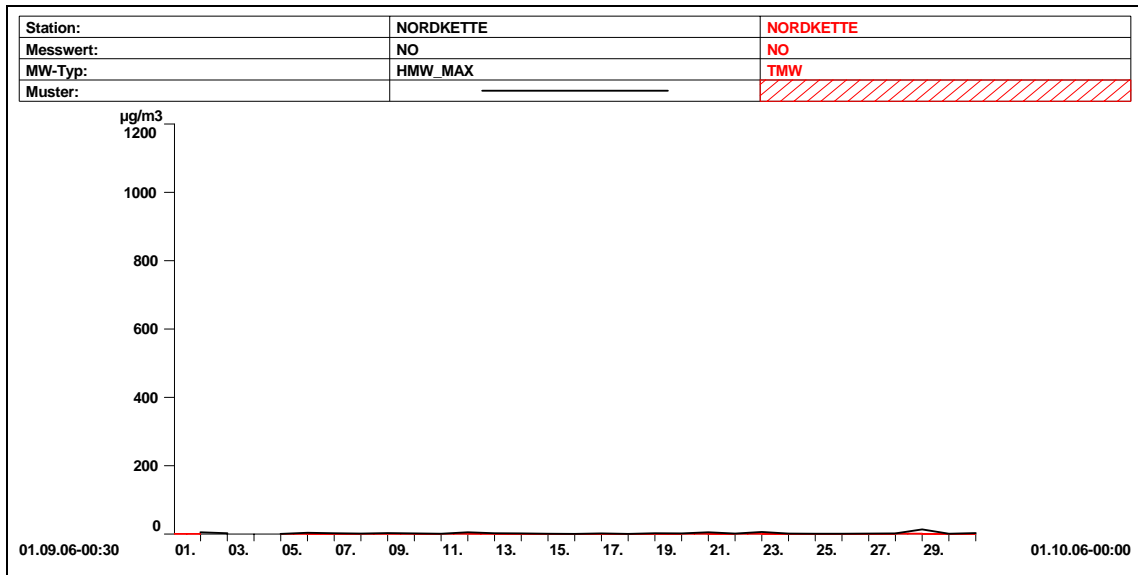 Station: NORDKETTE NORDKETTE
Messwert: NO NO
MW-Typ: HMW_MAX TMW
Muster:
µg/m3
1200
1000
800
600
400
200
0
01.09.06-00:30 01. 03. 05. 07. 09. 11. 13. 15. 17. 19. 21. 23. 25. 27. 29. 01.10.06-00:00